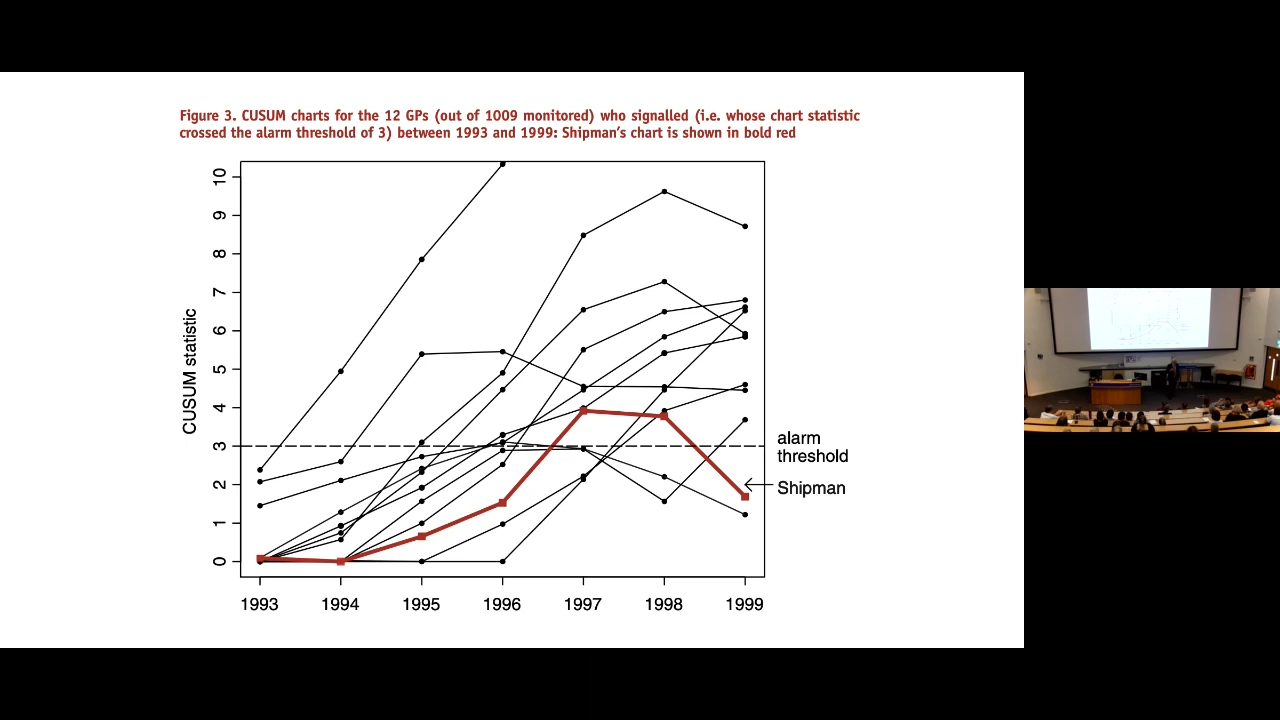 Figure 3. CUSUM charts for the 12 GPs (out of 1009 monitored) who signalled (i.e. whose chart statistic
crossed the alarm threshold of 3) between 1993 and 1999: Shipman's chart is shown in bold red
CUSUM statistic
10
9
8
7
6
5
4
3
2
1
0
alarm
threshold
Shipman
1993 1994 1995 1996 1997 1998 1999